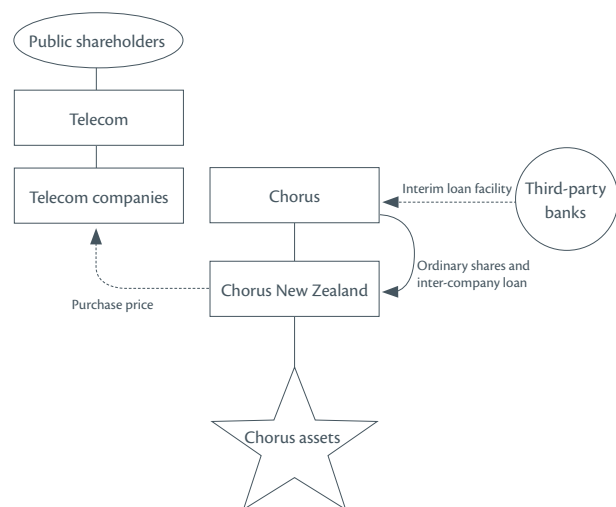 Public shareholders
Telecom
Telecom companies
Chorus
Interim loan facility
Third-party
banks
Ordinary shares and
inter-company loan
Chorus New Zealand
Purchase price
Chorus assets